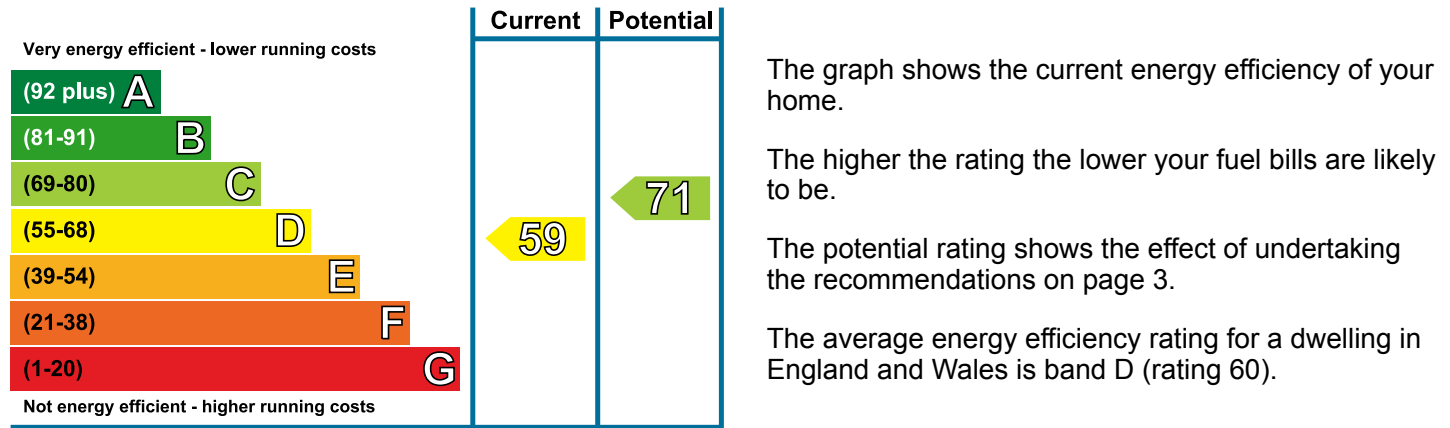 Current Potential
Very energy efficient - lower running costs
(92 plus) A
(81-91) B
(69-80) C
(55-68) D
(39-54) E
(21-38) F
(1-20) G
Not energy efficient - higher running costs
59
71
The graph shows the current energy efficiency of your
home.
The higher the rating the lower your fuel bills are likely
to be.
The potential rating shows the effect of undertaking
the recommendations on page 3.
The average energy efficiency rating for a dwelling in
England and Wales is band D (rating 60).